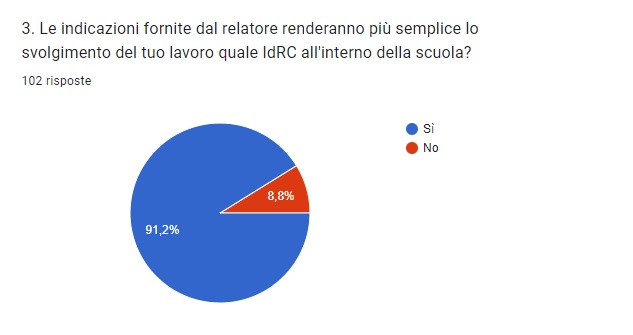 3. Le indicazioni fornite dal relatore renderanno più semplice lo
svolgimento del tuo lavoro quale IdRC all'interno della scuola?
102 risposte
Sì
No
8,8%
91,2%